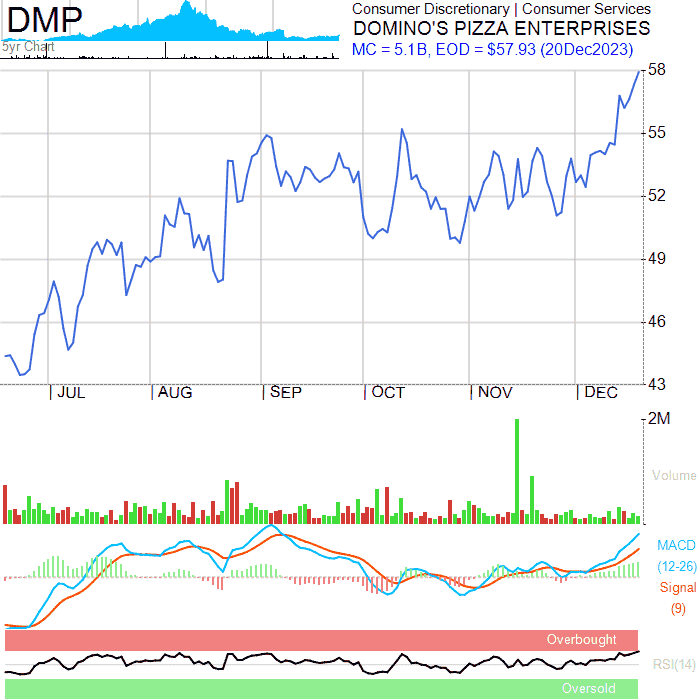 DMP
5yr Chart
Consumer Discretionary | Consumer Services
DOMINO'S PIZZA ENTERPRISES
MC = 5.1B, EOD = $57.93 (20Dec2023)
58
55
52
49
46
43
JUL
AUG
SEP
OCT
NOV
DEC
2M
Volume
MACD
(12-26)
Signal
(9)
Overbought
RSI(14)
Oversold